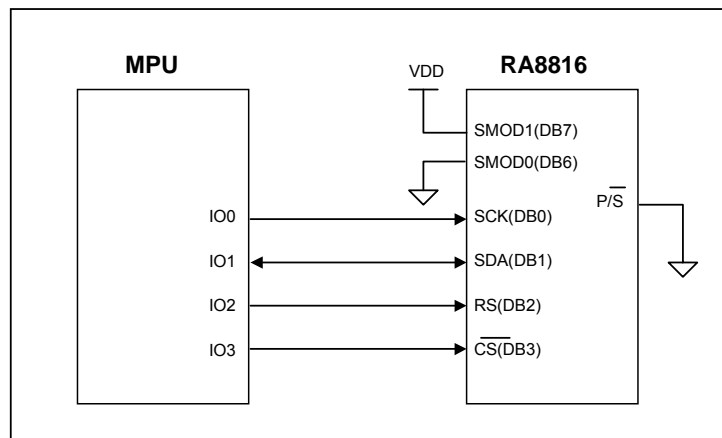 MPU
VDD
RA8816
SMOD1(DB7)
SMOD0(DB6)
P/S
IO0
SCK(DB0)
IO1
SDA(DB1)
IO2
RS(DB2)
IO3
CS(DB3)